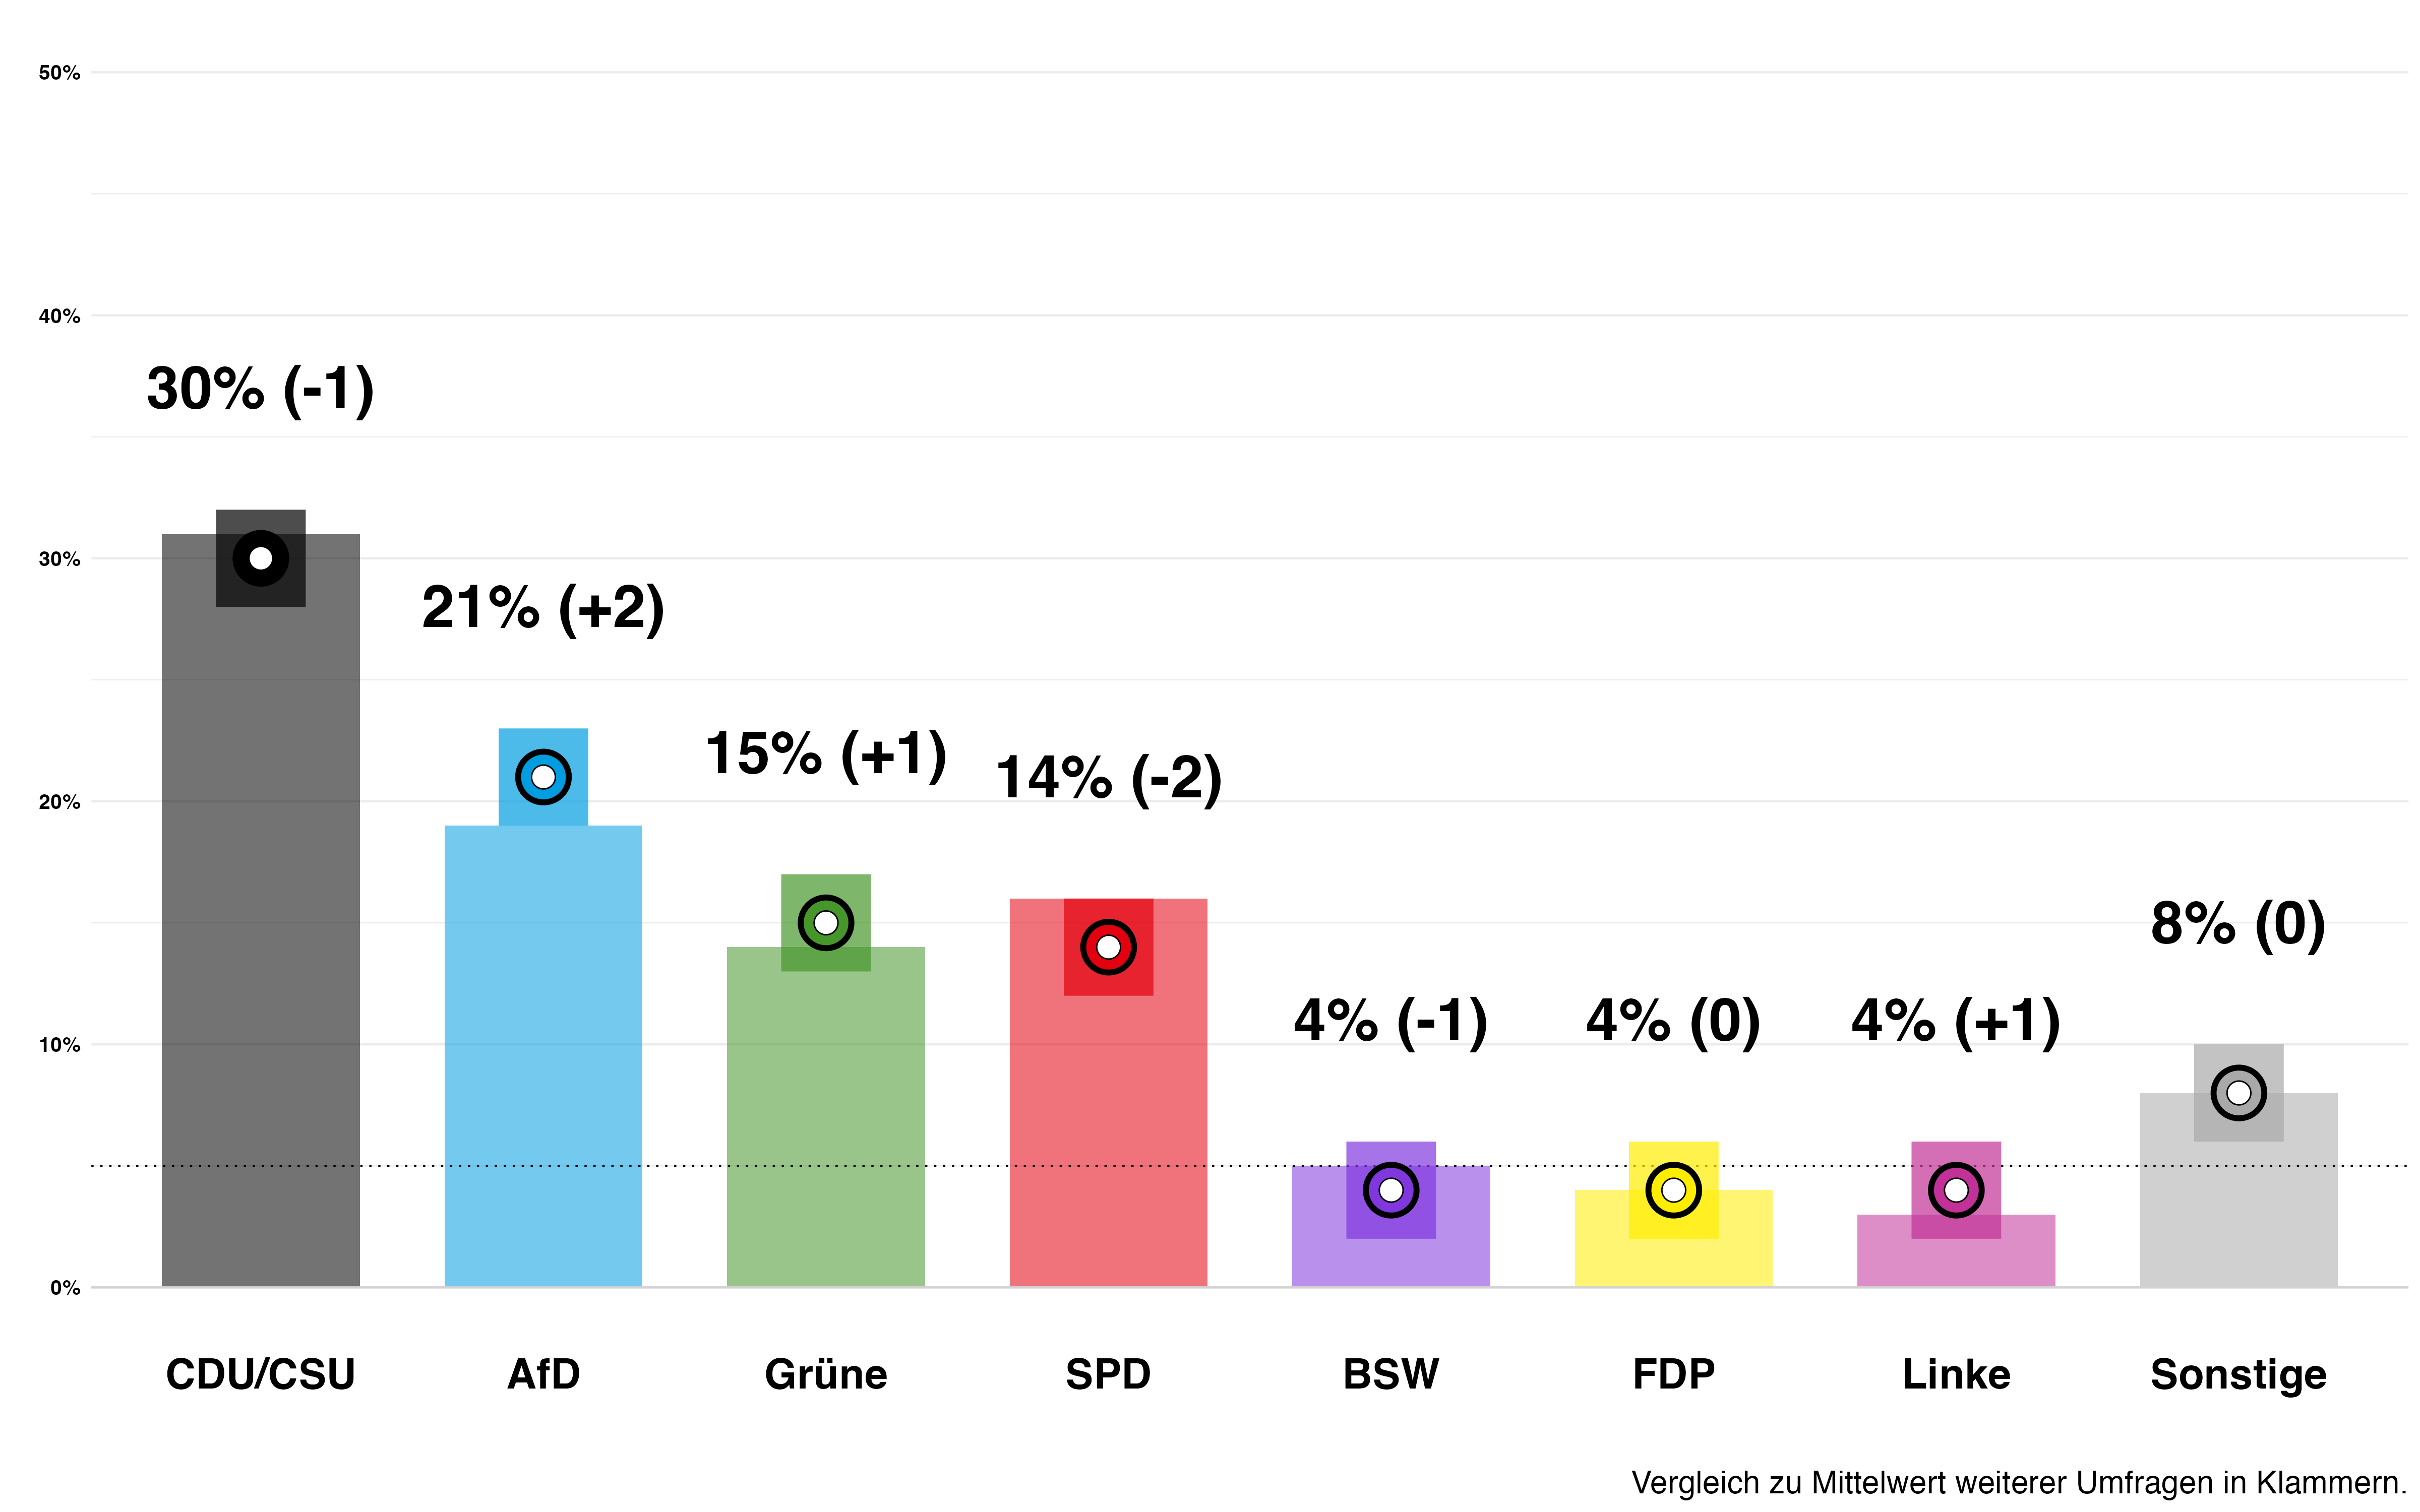 50%
40%
30% (-1)
30%
21% (+2)
15% (+1)
14% (-2)
20%
8% (0)
4% (-1)
4% (0)
4% (+1)
10%
0%
CDU/CSU
AfD
Grüne
SPD
BSW
FDP
Linke
Sonstige
Vergleich zu Mittelwert weiterer Umfragen in Klammern.